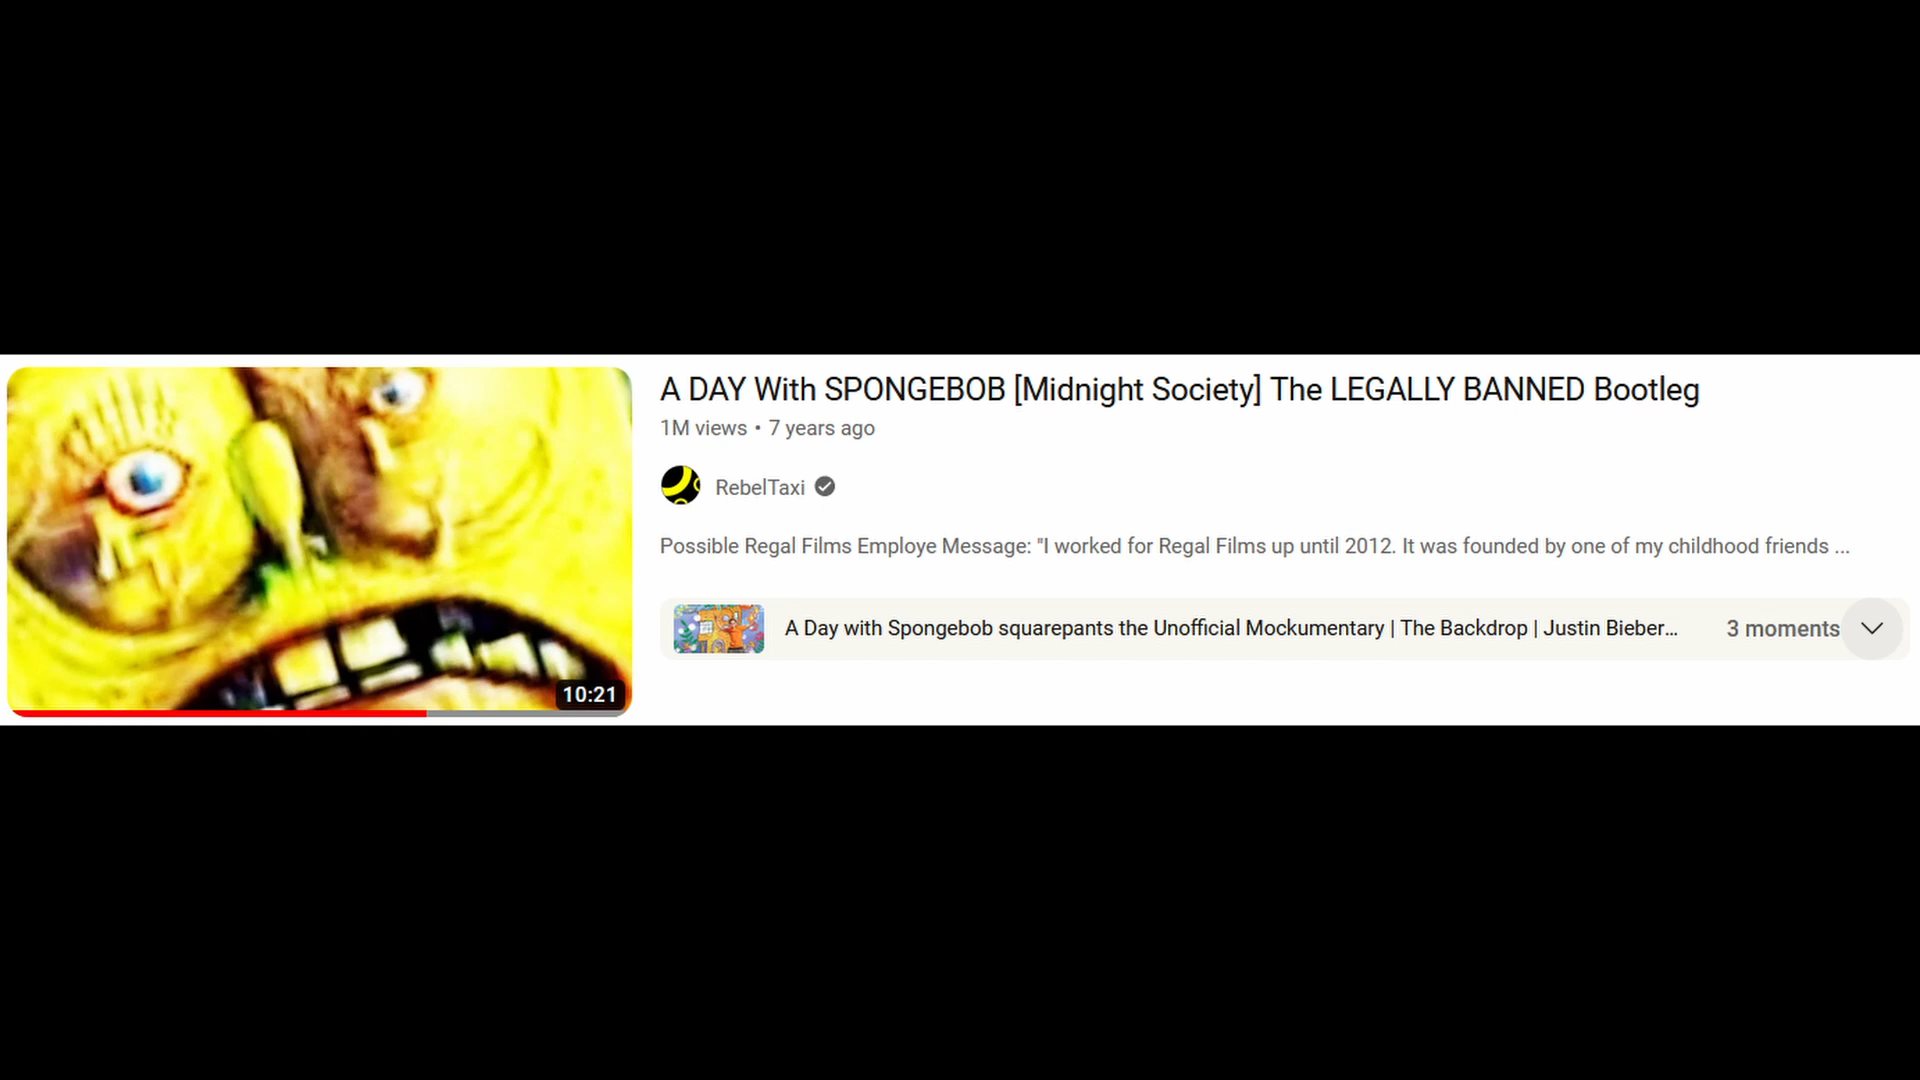 A DAY With SPONGEBOB [Midnight Society] The LEGALLY BANNED Bootleg
1M views • 7 years ago
RebelTaxi
Possible Regal Films Employe Message: "I worked for Regal Films up until 2012. It was founded by one of my childhood friends ...
A Day with Spongebob squarepants the Unofficial Mockumentary | The Backdrop | Justin Bieber...
3 moments
10:21